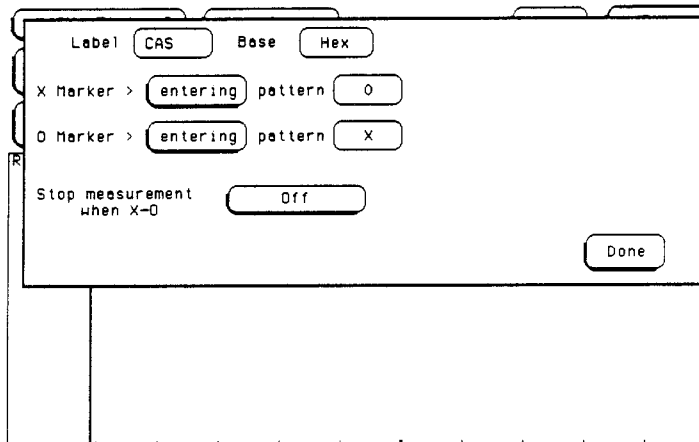 Label CAS Base Hex
X Marker > entering pattern 0
O Marker > entering pattern X
Stop measurement Off
when X-O
Done
R